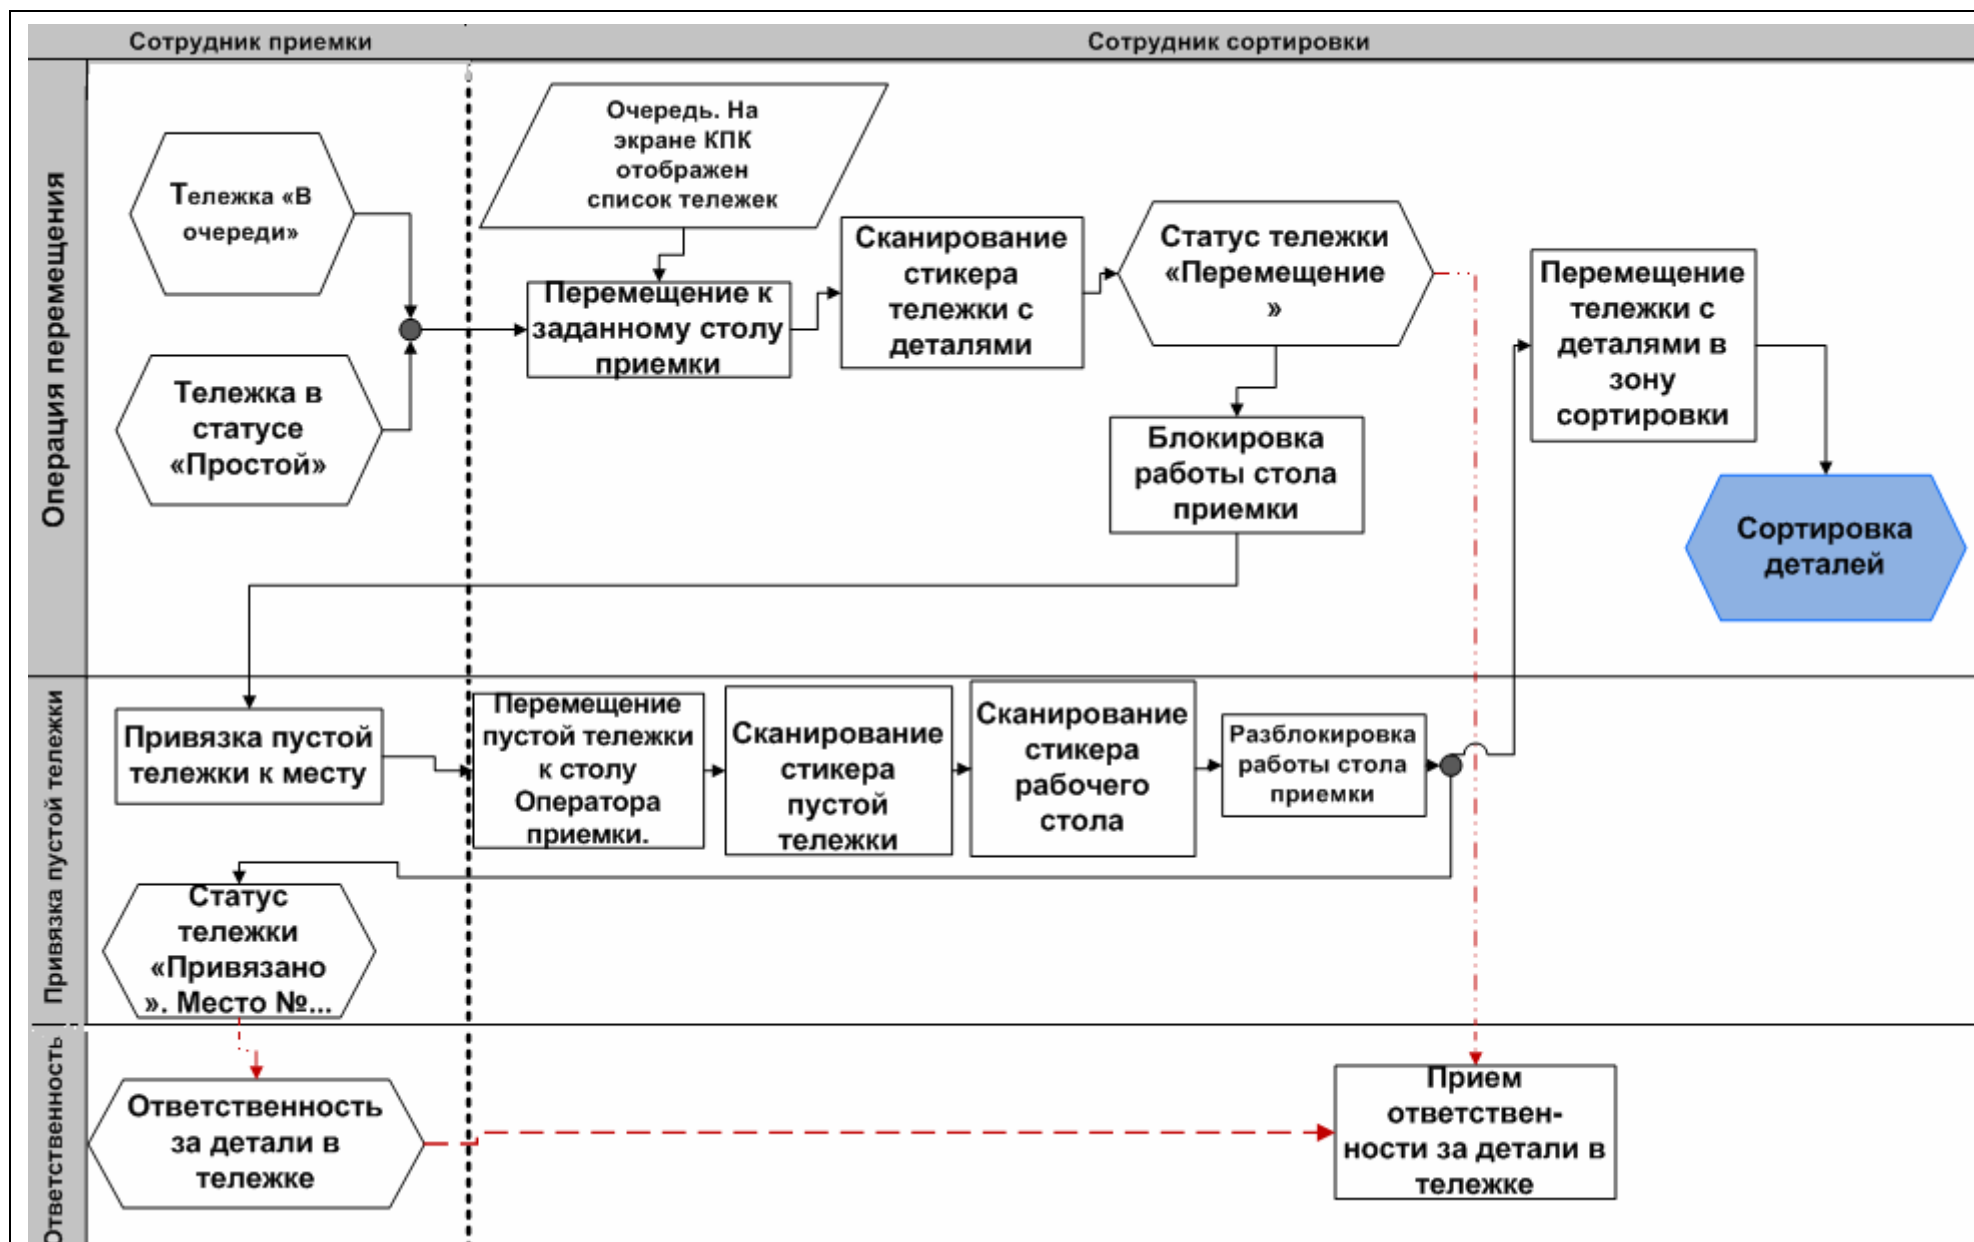 Сотрудник приемки
Сотрудник сортировки
Операция перемещения
Тележка «В
очереди»
Тележка в
статусе
«Простой»
Очередь. На
экране КПК
отображен
список тележек
Перемещение к
заданному столу
приемки
Сканирование
стикера
тележки с
деталями
Статус тележки
«Перемещение
»
Блокировка
работы стола
приемки
Перемещение
тележки с
деталями в
зону
сортировки
Сортировка
деталей
Привязка пустой тележки
Привязка пустой
тележки к месту
Перемещение
пустой тележки
к столу
Оператора
приемки.
Сканирование
стикера
пустой
тележки
Сканирование
стикера
рабочего
стола
Разблокировка
работы стола
приемки
Статус
тележки
«Привязано
». Место №...
Ответственность
Ответственность
за детали в
тележке
Прием
ответствен-
ности за детали в
тележке